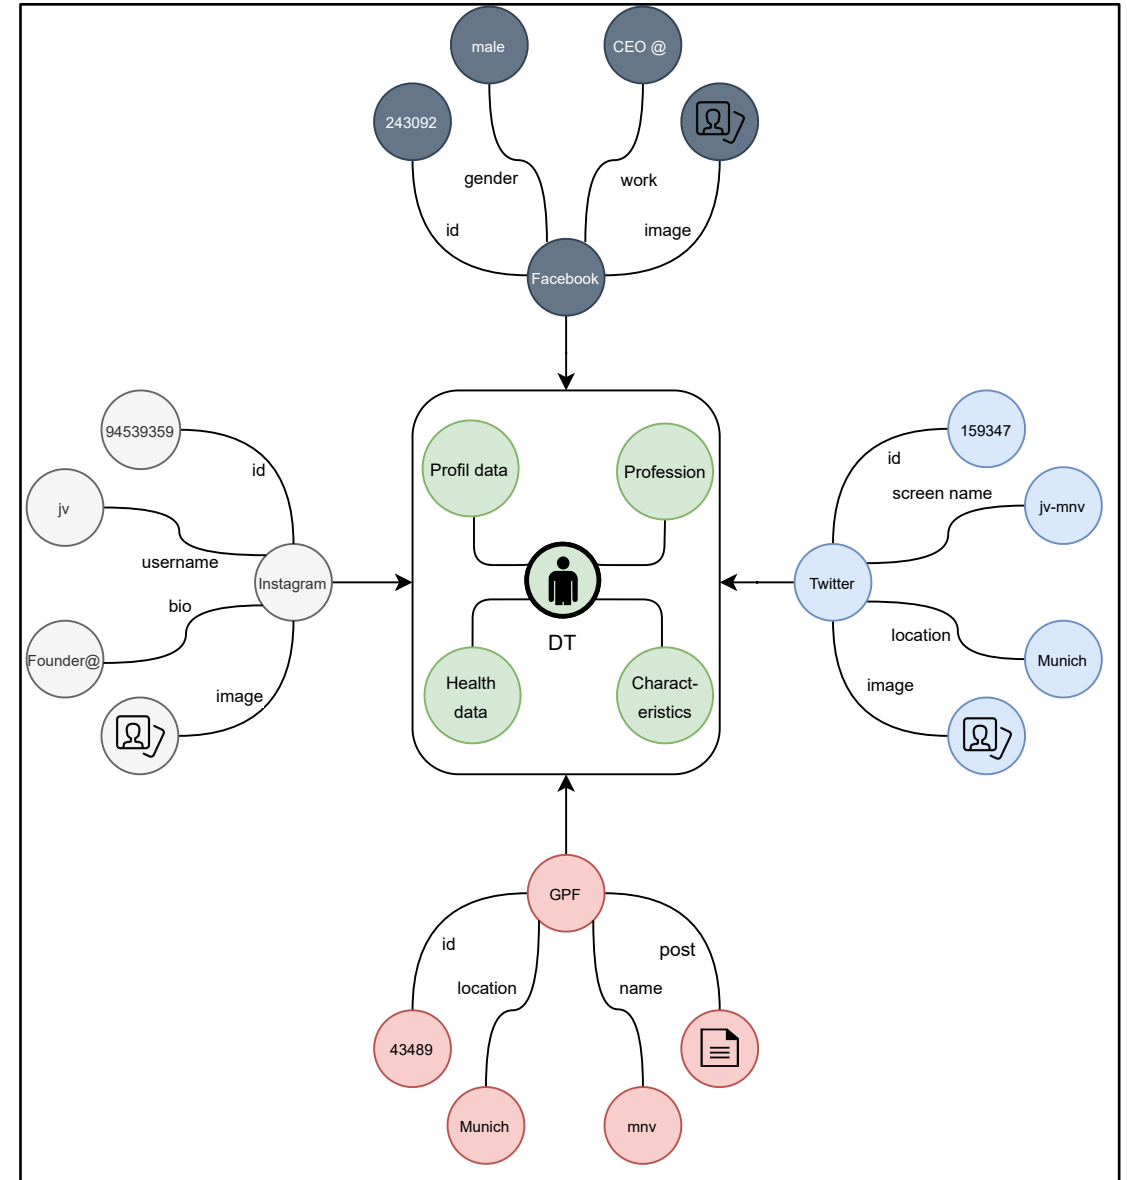 male
CEO @
243092
gender
work
id
image
Facebook
94539359
id
jv
username
Instagram
bio
Founder@
image
Profil data
Profession
DT
Health
data
Charact-
eristics
159347
id
screen name
jv-mnv
Twitter
location
Munich
image
GPF
id
post
location
name
43489
Munich
mnv